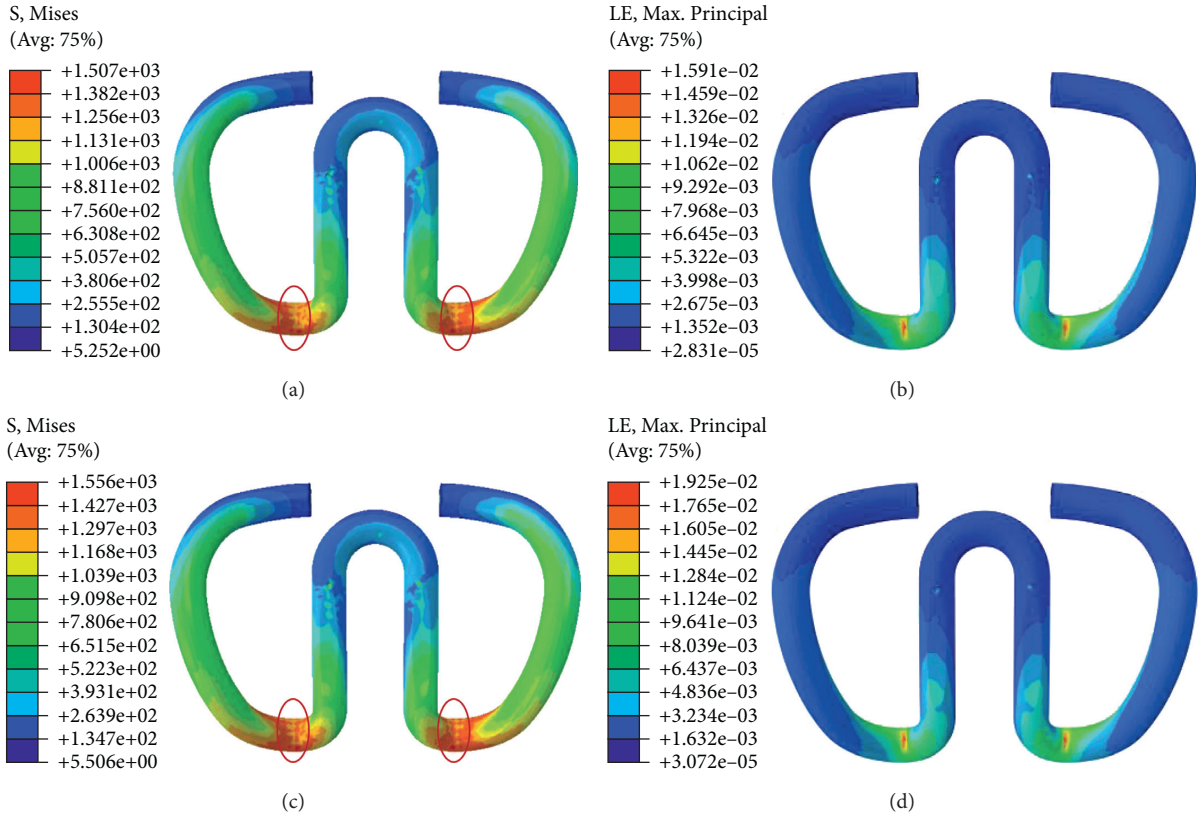 S, Mises
(Avg: 75%)
+1.507e+03
+1.382e+03
+1.256e+03
+1.131e+03
+1.006e+03
+8.811e+02
+7.560e+02
+6.308e+02
+5.057e+02
+3.806e+02
+2.555e+02
+1.304e+02
+5.252e+00
(a)
LE, Max. Principal
(Avg: 75%)
+1.591e–02
+1.459e–02
+1.326e–02
+1.194e–02
+1.062e–02
+9.292e–03
+7.968e–03
+6.645e–03
+5.322e–03
+3.998e–03
+2.675e–03
+1.352e–03
+2.831e–05
(b)
S, Mises
(Avg: 75%)
+1.556e+03
+1.427e+03
+1.297e+03
+1.168e+03
+1.039e+03
+9.098e+02
+7.806e+02
+6.515e+02
+5.223e+02
+3.931e+02
+2.639e+02
+1.347e+02
+5.506e+00
(c)
LE, Max. Principal
(Avg: 75%)
+1.925e–02
+1.765e–02
+1.605e–02
+1.445e–02
+1.284e–02
+1.124e–02
+9.641e–03
+8.039e–03
+6.437e–03
+4.836e–03
+3.234e–03
+1.632e–03
+3.072e–05
(d)